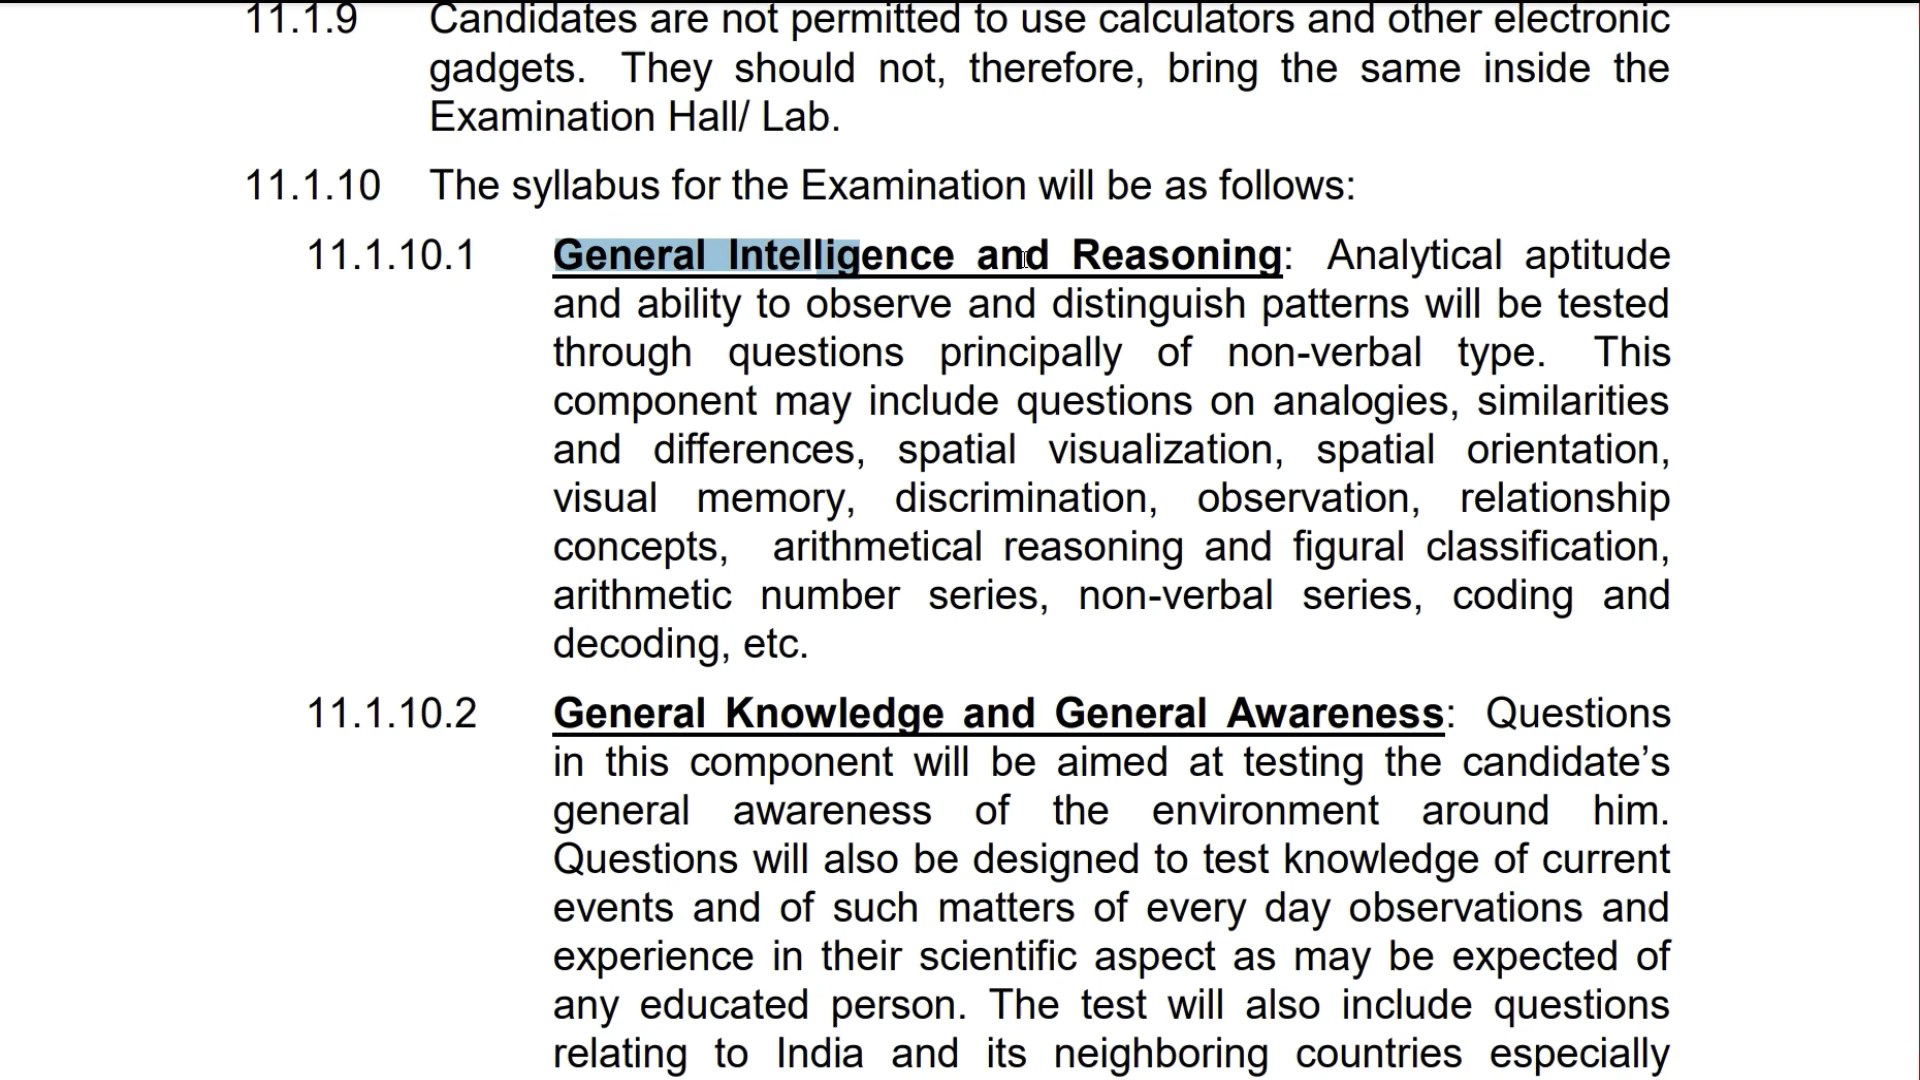 11.1.9 Candidates are not permitted to use calculators and other electronic
gadgets. They should not, therefore, bring the same inside the
Examination Hall/ Lab.
11.1.10 The syllabus for the Examination will be as follows:
11.1.10.1 General Intelligence and Reasoning: Analytical aptitude
and ability to observe and distinguish patterns will be tested
through questions principally of non-verbal type. This
component may include questions on analogies, similarities
and differences, spatial visualization, spatial orientation,
visual memory, discrimination, observation, relationship
concepts, arithmetical reasoning and figural classification,
arithmetic number series, non-verbal series, coding and
decoding, etc.
11.1.10.2 General Knowledge and General Awareness: Questions
in this component will be aimed at testing the candidate’s
general awareness of the environment around him.
Questions will also be designed to test knowledge of current
events and of such matters of every day observations and
experience in their scientific aspect as may be expected of
any educated person. The test will also include questions
relating to India and its neighboring countries especially